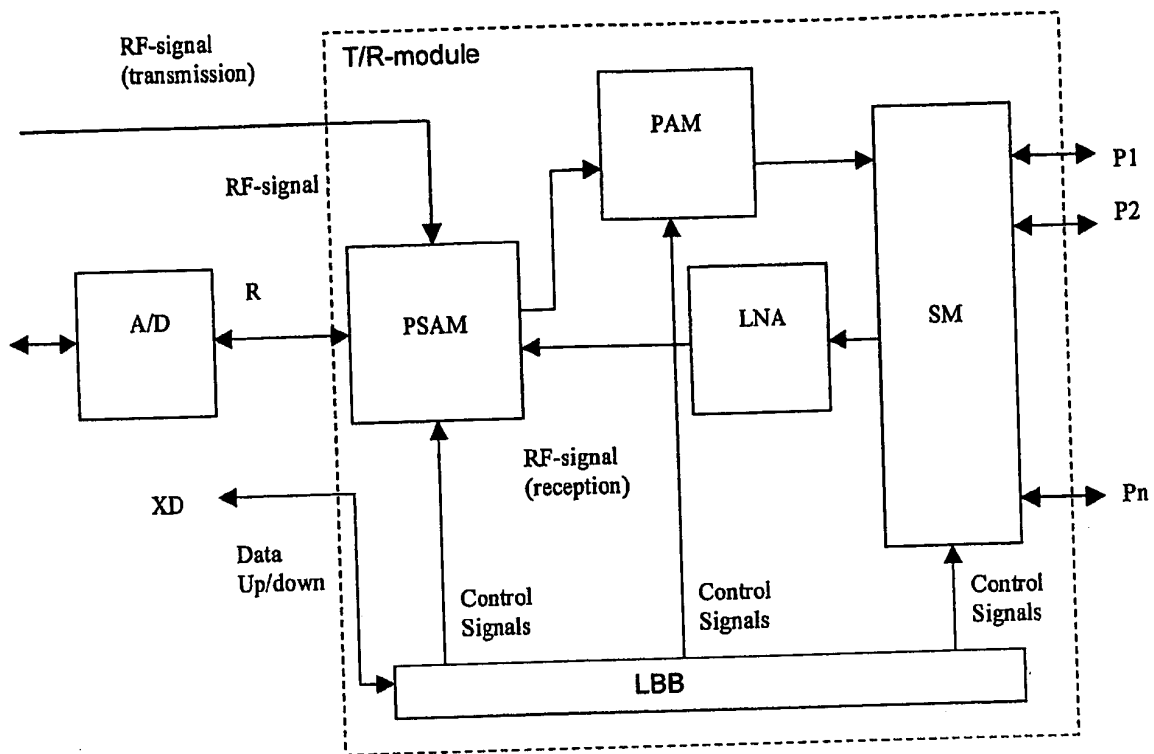 RF-signal
(transmission)
T/R-module
PAM
P1
RF-signal
P2
A/D
R
PSAM
LNA
SM
RF-signal
(reception)
XD
Pn
Data
Up/down
Control
Signals
Control
Signals
Control
Signals
LBB